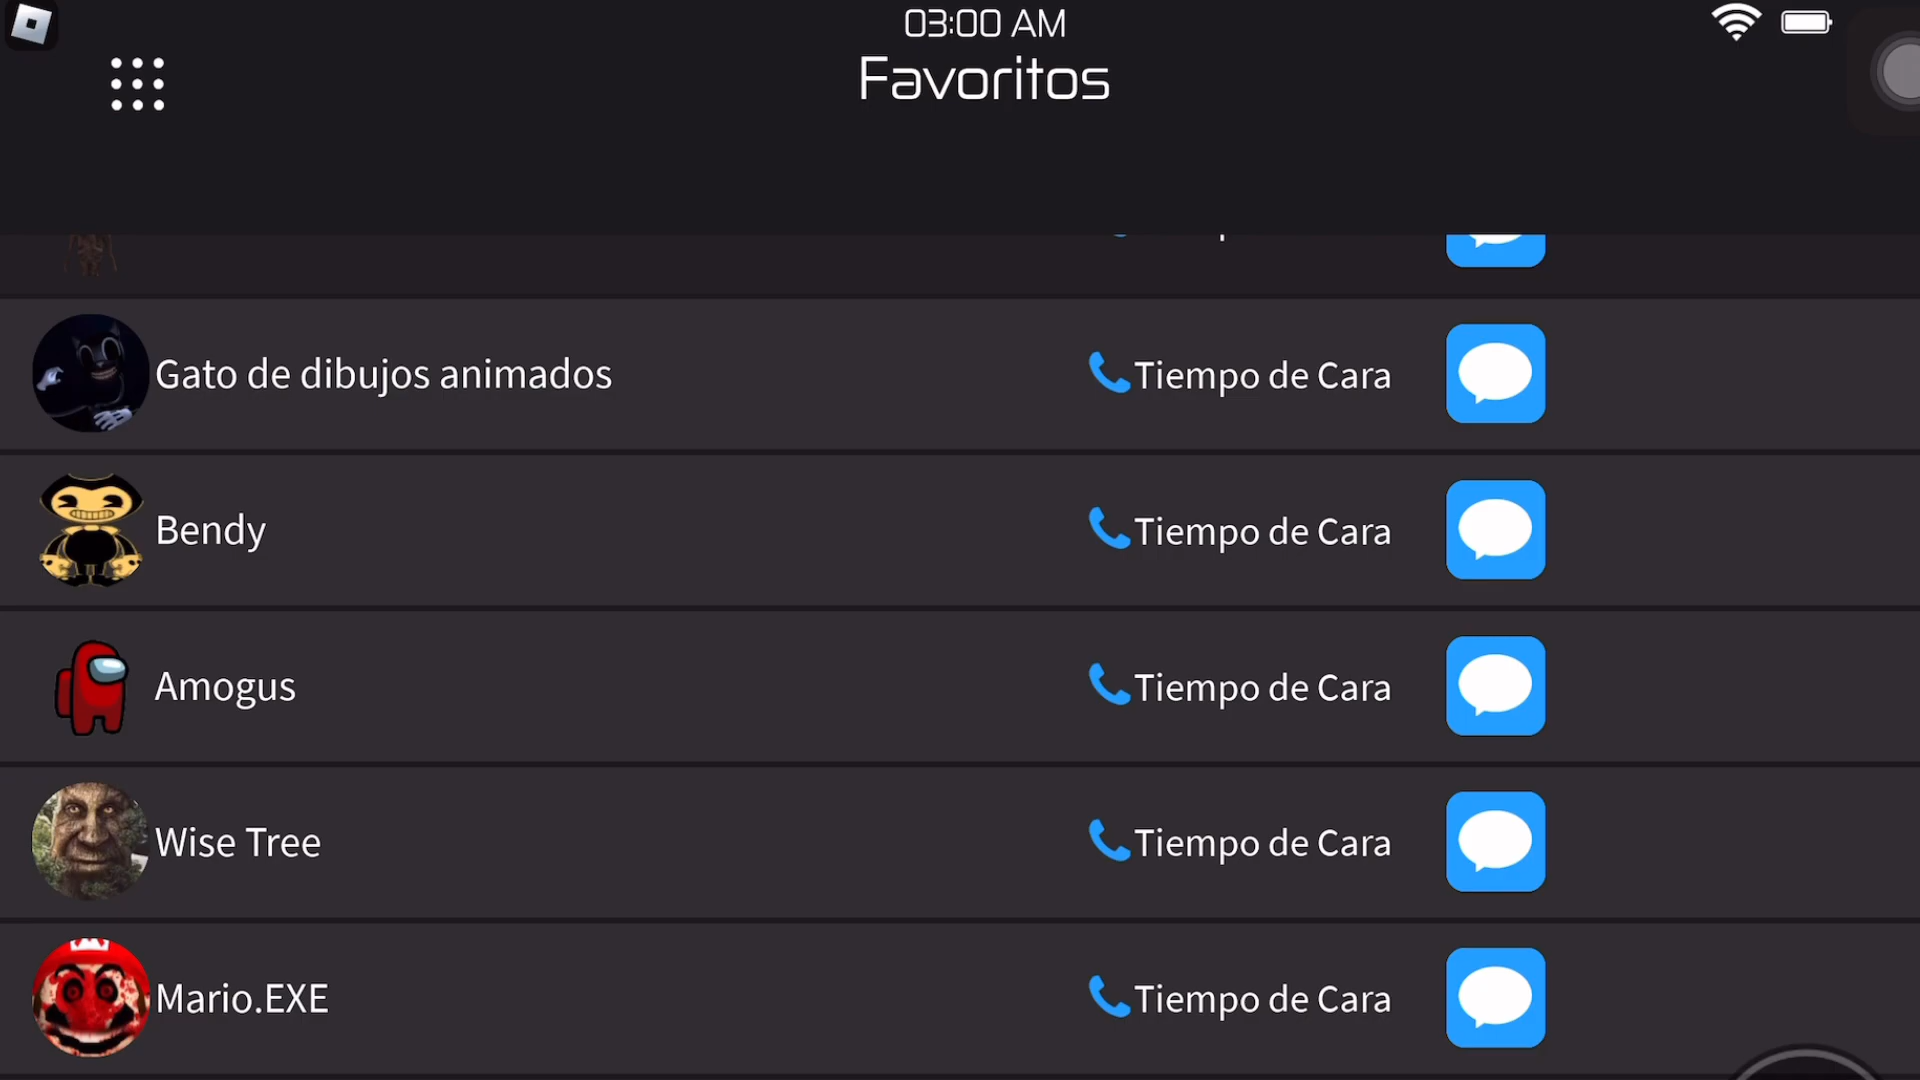 03:00 AM
Favoritos
Gato de dibujos animados
Tiempo de Cara
Bendy
Tiempo de Cara
Amogus
Tiempo de Cara
Wise Tree
Tiempo de Cara
Mario.EXE
Tiempo de Cara